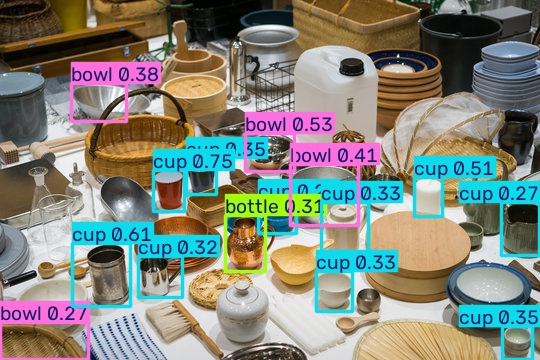 bowl 0.38
bowl 0.53
cup 0.35
bowl 0.41
cup 0.75
cup 0.51
cup 0.33
cup 0.27
bottle 0.31
cup 0.61
cup 0.32
cup 0.33
bowl 0.27
cup 0.35